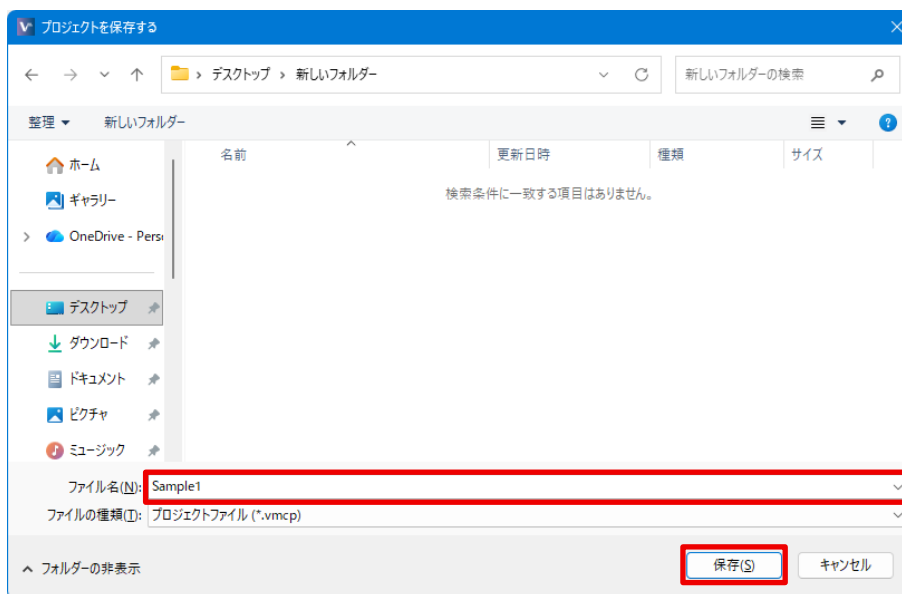 プロジェクトを保存する
デスクトップ › 新しいフォルダー
新しいフォルダーの検索
整理 新しいフォルダー
?
ホーム
ギャラリー
OneDrive - Pers
デスクトップ
ダウンロード
ドキュメント
ピクチャ
ミュージック
名前 更新日時 種類 サイズ
検索条件に一致する項目はありません。
ファイル名(N): Sample1
ファイルの種類(T): プロジェクトファイル (*.vmcp)
フォルダーの非表示
保存(S) キャンセル